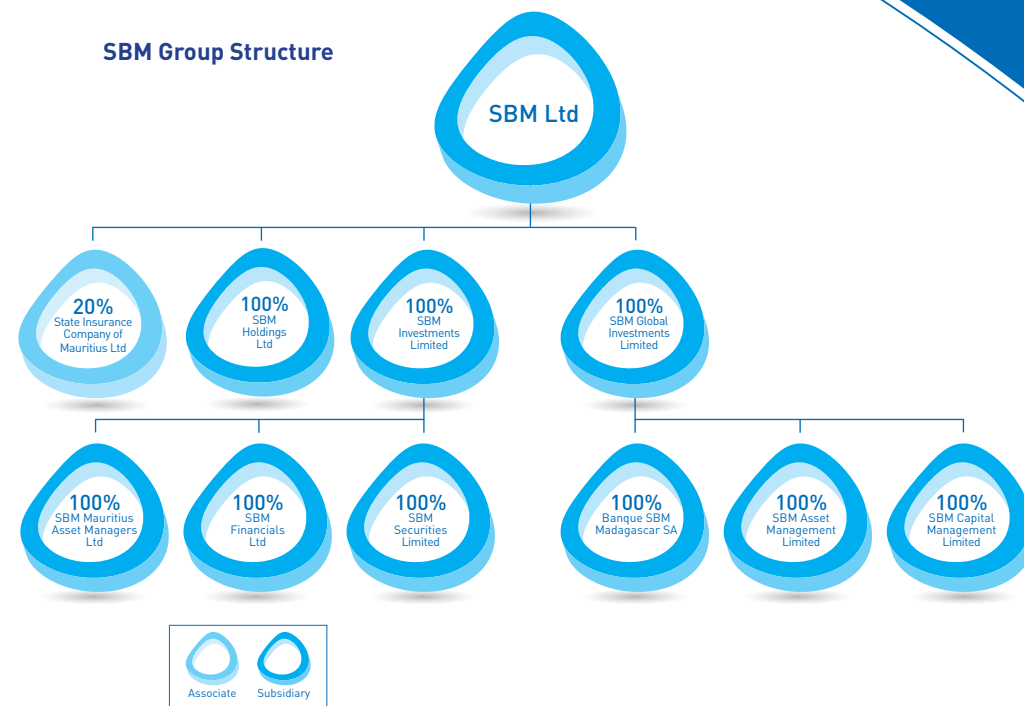 SBM Group Structure
SBM Ltd
20%
State Insurance
Company of
Mauritius Ltd
100%
SBM
Holdings
Ltd
100%
SBM
Investments
Limited
100%
SBM Global
Investments
Limited
100%
SBM Mauritius
Asset Managers
Ltd
100%
SBM
Financials
Ltd
100%
SBM
Securities
Limited
100%
Banque SBM
Madagascar SA
100%
SBM Asset
Management
Limited
100%
SBM Capital
Management
Limited
Associate
Subsidiary